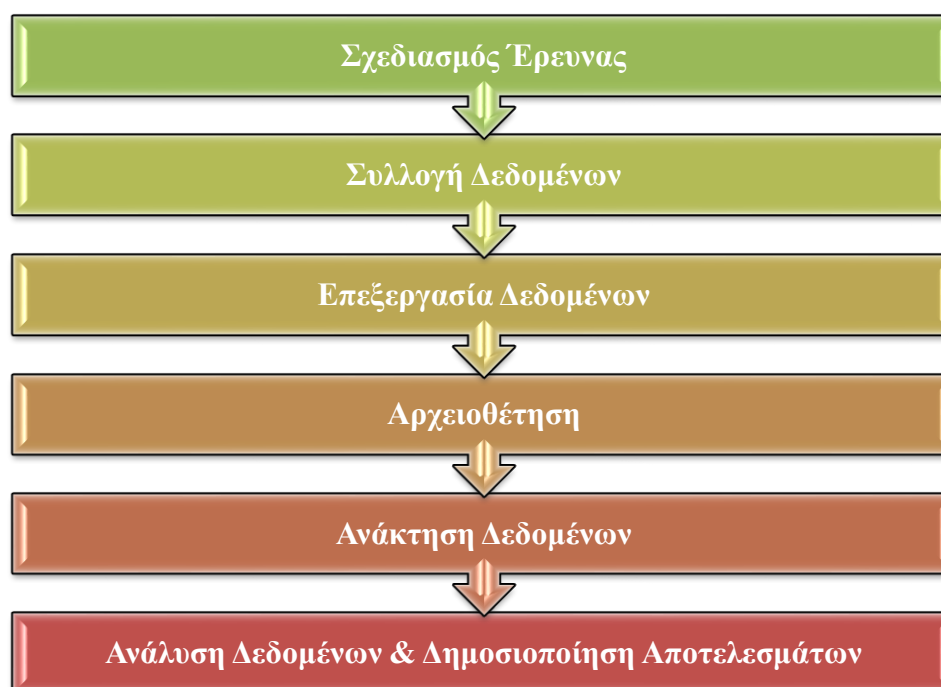 Σχεδιασμός Έρευνας
Συλλογή Δεδομένων
Επεξεργασία Δεδομένων
Αρχειοθέτηση
Ανάκτηση Δεδομένων
Ανάλυση Δεδομένων & Δημοσιοποίηση Αποτελεσμάτων